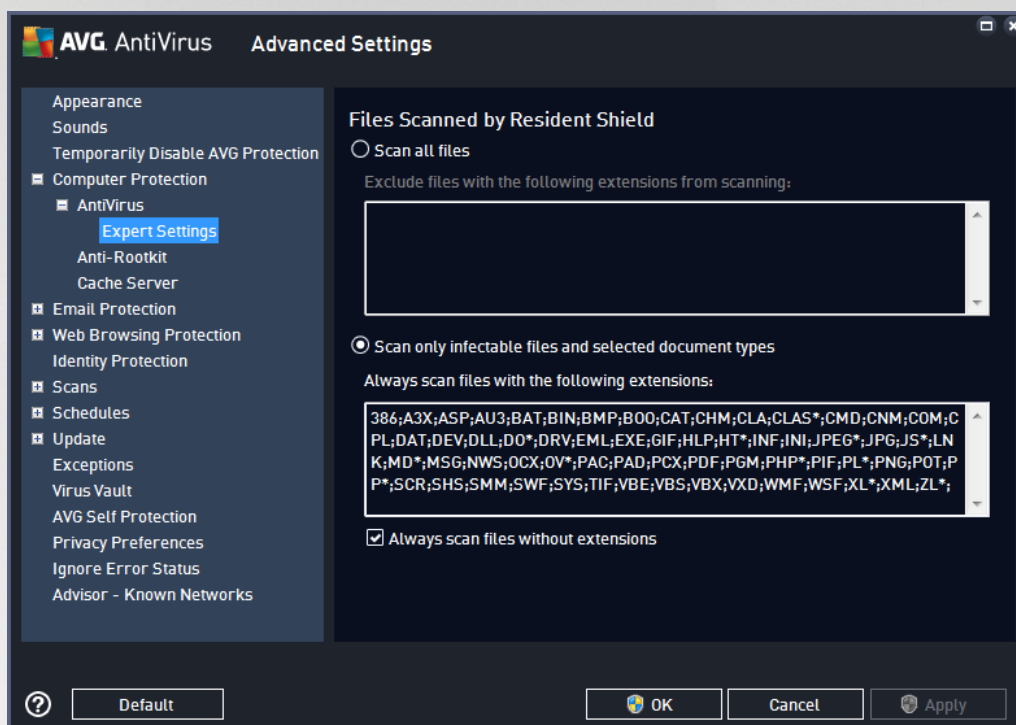 AVG. AntiVirus Advanced Settings
Appearance
Sounds
Temporarily Disable AVG Protection
Computer Protection
AntiVirus
Expert Settings
Anti-Rootkit
Cache Server
Email Protection
Web Browsing Protection
Identity Protection
Scans
Schedules
Update
Exceptions
Virus Vault
AVG Self Protection
Privacy Preferences
Ignore Error Status
Advisor - Known Networks
Files Scanned by Resident Shield
Scan all files
Exclude files with the following extensions from scanning:
Scan only infectable files and selected document types
Always scan files with the following extensions:
386;A3X;ASP;AU3;BAT;BIN;BMP;BOO;CAT;CHM;CLA;CLAS*;CMD;CNM;COM;C
PL;DAT;DEV;DLL;DO*;DRV;EML;EXE;GIF;HLP;HT*;INF;INI;JPEG*;JPG;JS*;LN
K;MD*;MSG;NWS;OCX;OV*;PAC;PAD;PCX;PDF;PGM;PHP*;PIF;PL*;PNG;POT;P
P*;SCR;SHS;SMM;SWF;SYS;TIF;VBE;VBS;VBX;VXD;WMF;WSF;XL*;XML;ZL*;
Always scan files without extensions
? Default OK Cancel Apply